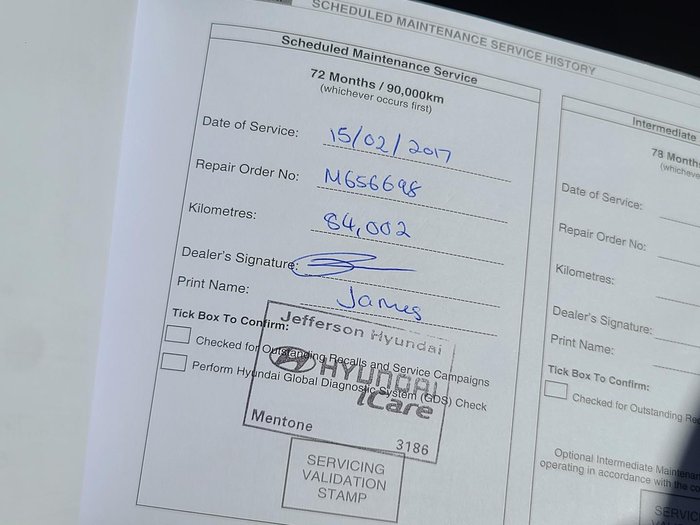 SCHEDULED MAINTENANCE SERVICE HISTORY
Scheduled Maintenance Service
72 Months / 90,000km
(whichever occurs first)
Date of Service: 15/02/2017
Repair Order No: M656698
Kilometres: 84,002
Dealer's Signature:
Print Name: James
Tick Box To Confirm:
Checked for Outstanding Recalls and Service Campaigns
Perform Hyundai Global Diagnostic System (GDS) Check
Jefferson Hyundai
HYUNDAI
iCare
Mentone 3186
SERVICING
VALIDATION
STAMP
Intermediate
78 Month
(whicheve
Date of Service:
Repair Order No:
Kilometres:
Dealer's Signature:
Print Name:
Tick Box To Confirm:
Checked for Outstanding Re
Optional Intermediate Maintenan
operating in accordance with the co
SERVIC